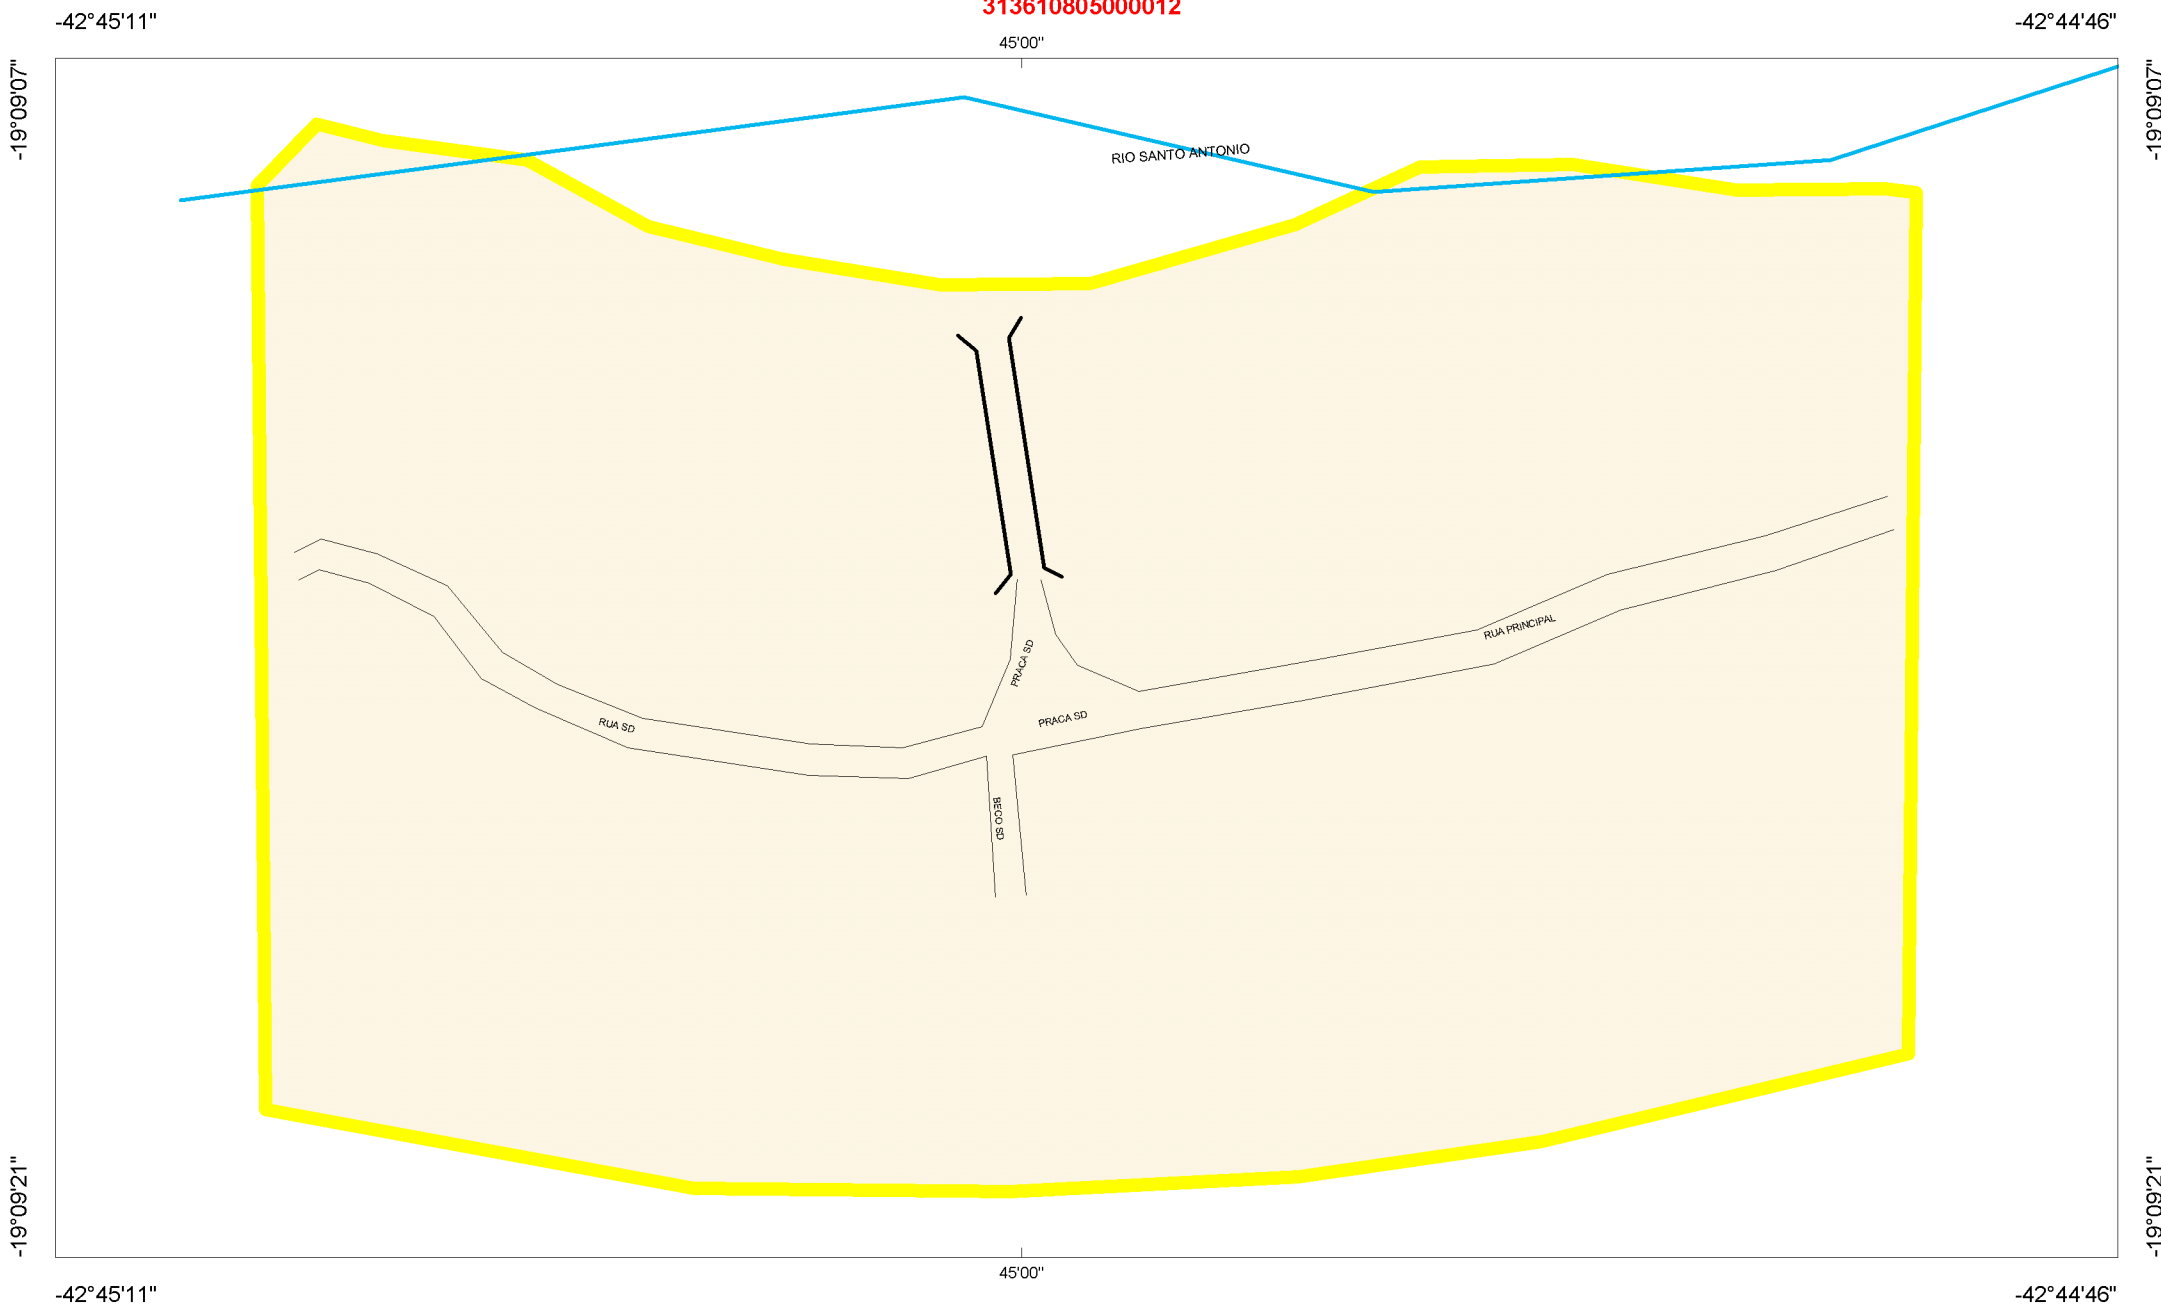 313610805000012
-42°45'11"
-42°44'46"
45'00"
-19°09'07"
-19°09'07"
RIO SANTO ANTONIO
RUA PRINCIPAL
PRACA SD
PRACA SD
RUA SD
BECO SD
-19°09'21"
-19°09'21"
45'00"
-42°45'11"
-42°44'46"